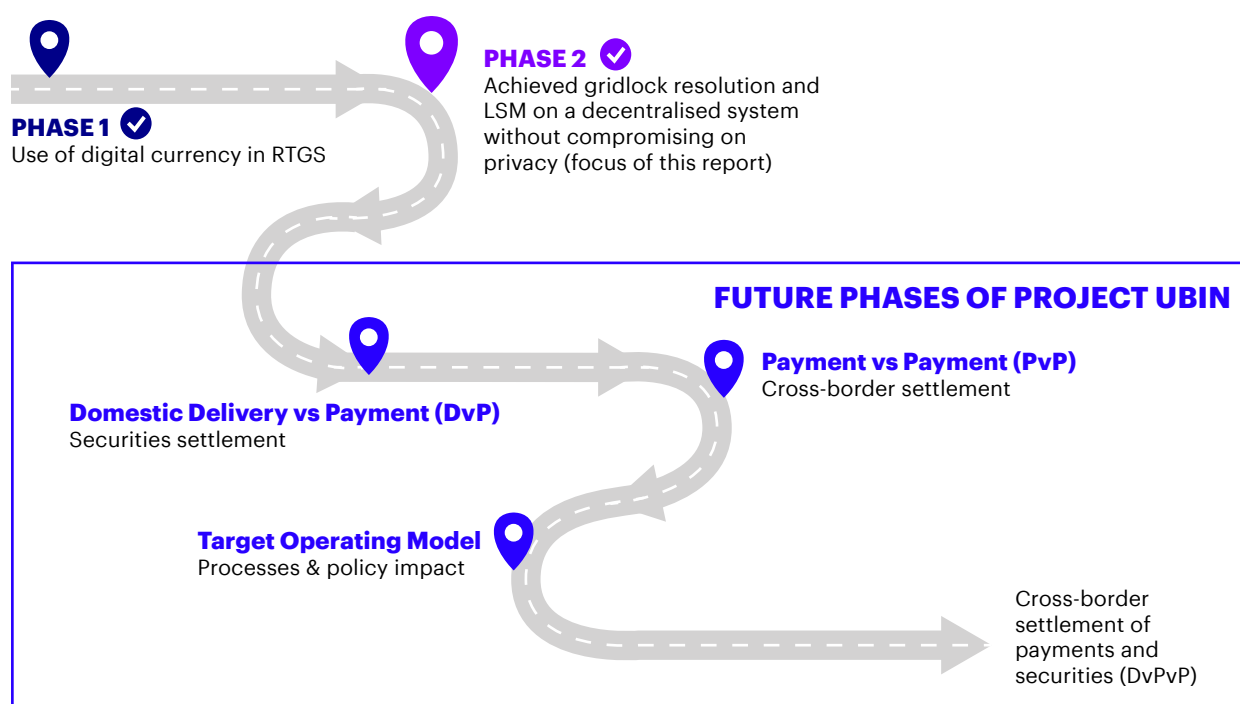 PHASE 1
Use of digital currency in RTGS
PHASE 2
Achieved gridlock resolution and
LSM on a decentralised system
without compromising on
privacy (focus of this report)
FUTURE PHASES OF PROJECT UBIN
Domestic Delivery vs Payment (DvP)
Securities settlement
Payment vs Payment (PvP)
Cross-border settlement
Target Operating Model
Processes & policy impact
Cross-border
settlement of
payments and
securities (DvPvP)